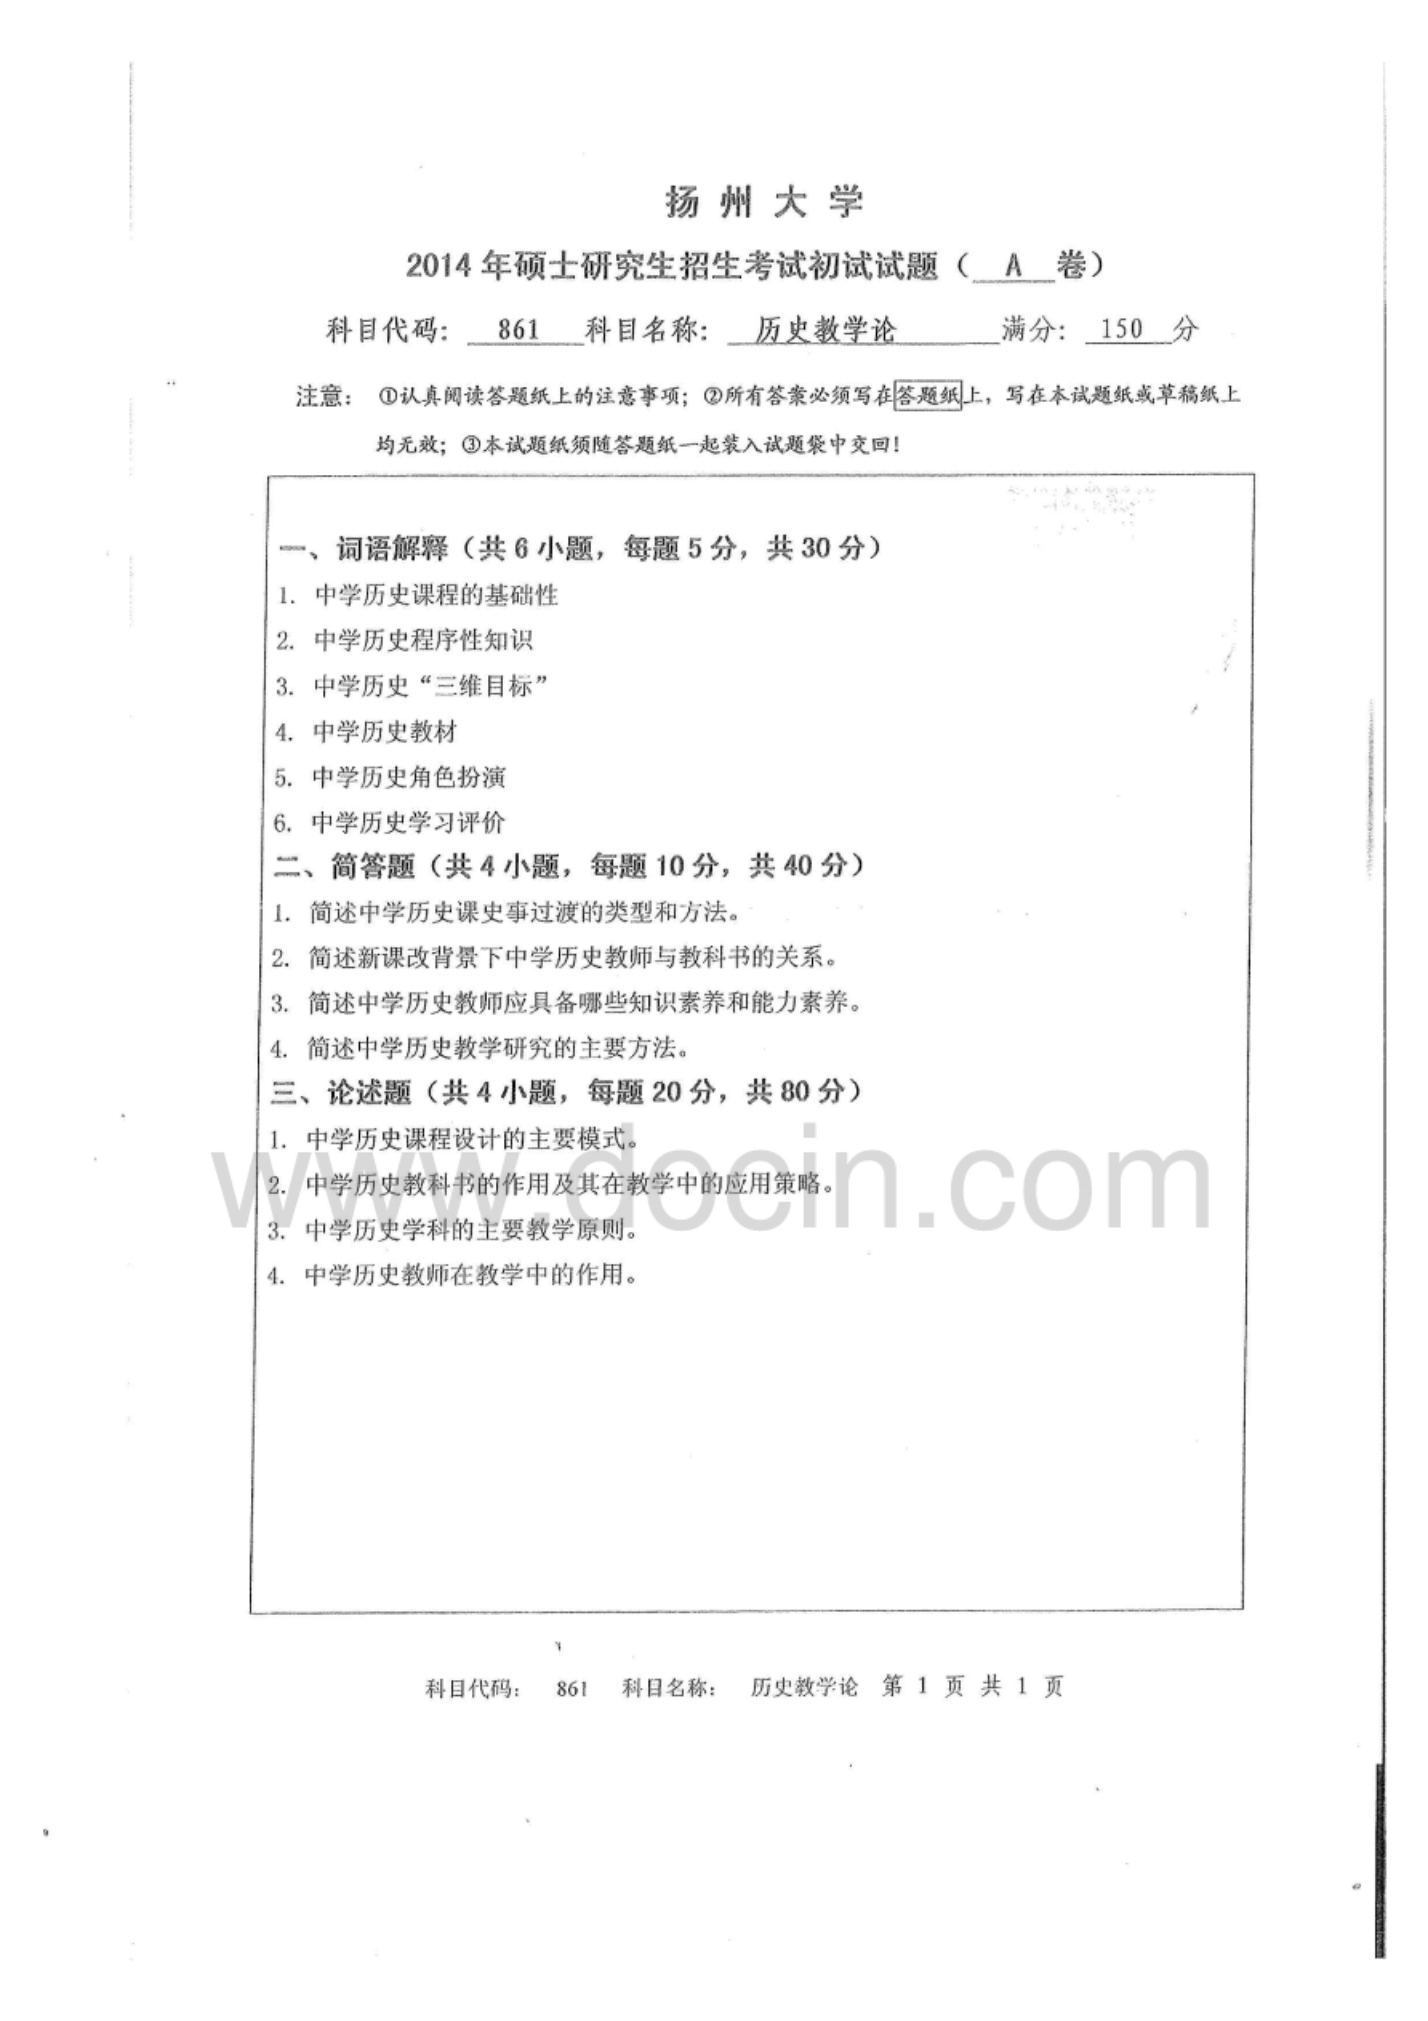 扬 州 大 学
2014 年硕士研究生招生考试初试试题（ A 卷）
科目代码： 861 科目名称： 历史教学论 满分： 150 分
注意： ①认真阅读答题纸上的注意事项；②所有答案必须写在答题纸上，写在本试题纸或草稿纸上
均无效；③本试题纸须随答题纸一起装入试题袋中交回！
一、词语解释（共 6 小题，每题 5 分，共 30 分）
1. 中学历史课程的基础性
2. 中学历史程序性知识
3. 中学历史“三维目标”
4. 中学历史教材
5. 中学历史角色扮演
6. 中学历史学习评价
二、简答题（共 4 小题，每题 10 分，共 40 分）
1. 简述中学历史课史事过渡的类型和方法。
2. 简述新课改背景下中学历史教师与教科书的关系。
3. 简述中学历史教师应具备哪些知识素养和能力素养。
4. 简述中学历史教学研究的主要方法。
三、论述题（共 4 小题，每题 20 分，共 80 分）
1. 中学历史课程设计的主要模式。
2. 中学历史教科书的作用及其在教学中的应用策略。
3. 中学历史学科的主要教学原则。
4. 中学历史教师在教学中的作用。
www.docin.com
科目代码： 861 科目名称： 历史教学论 第 1 页 共 1 页